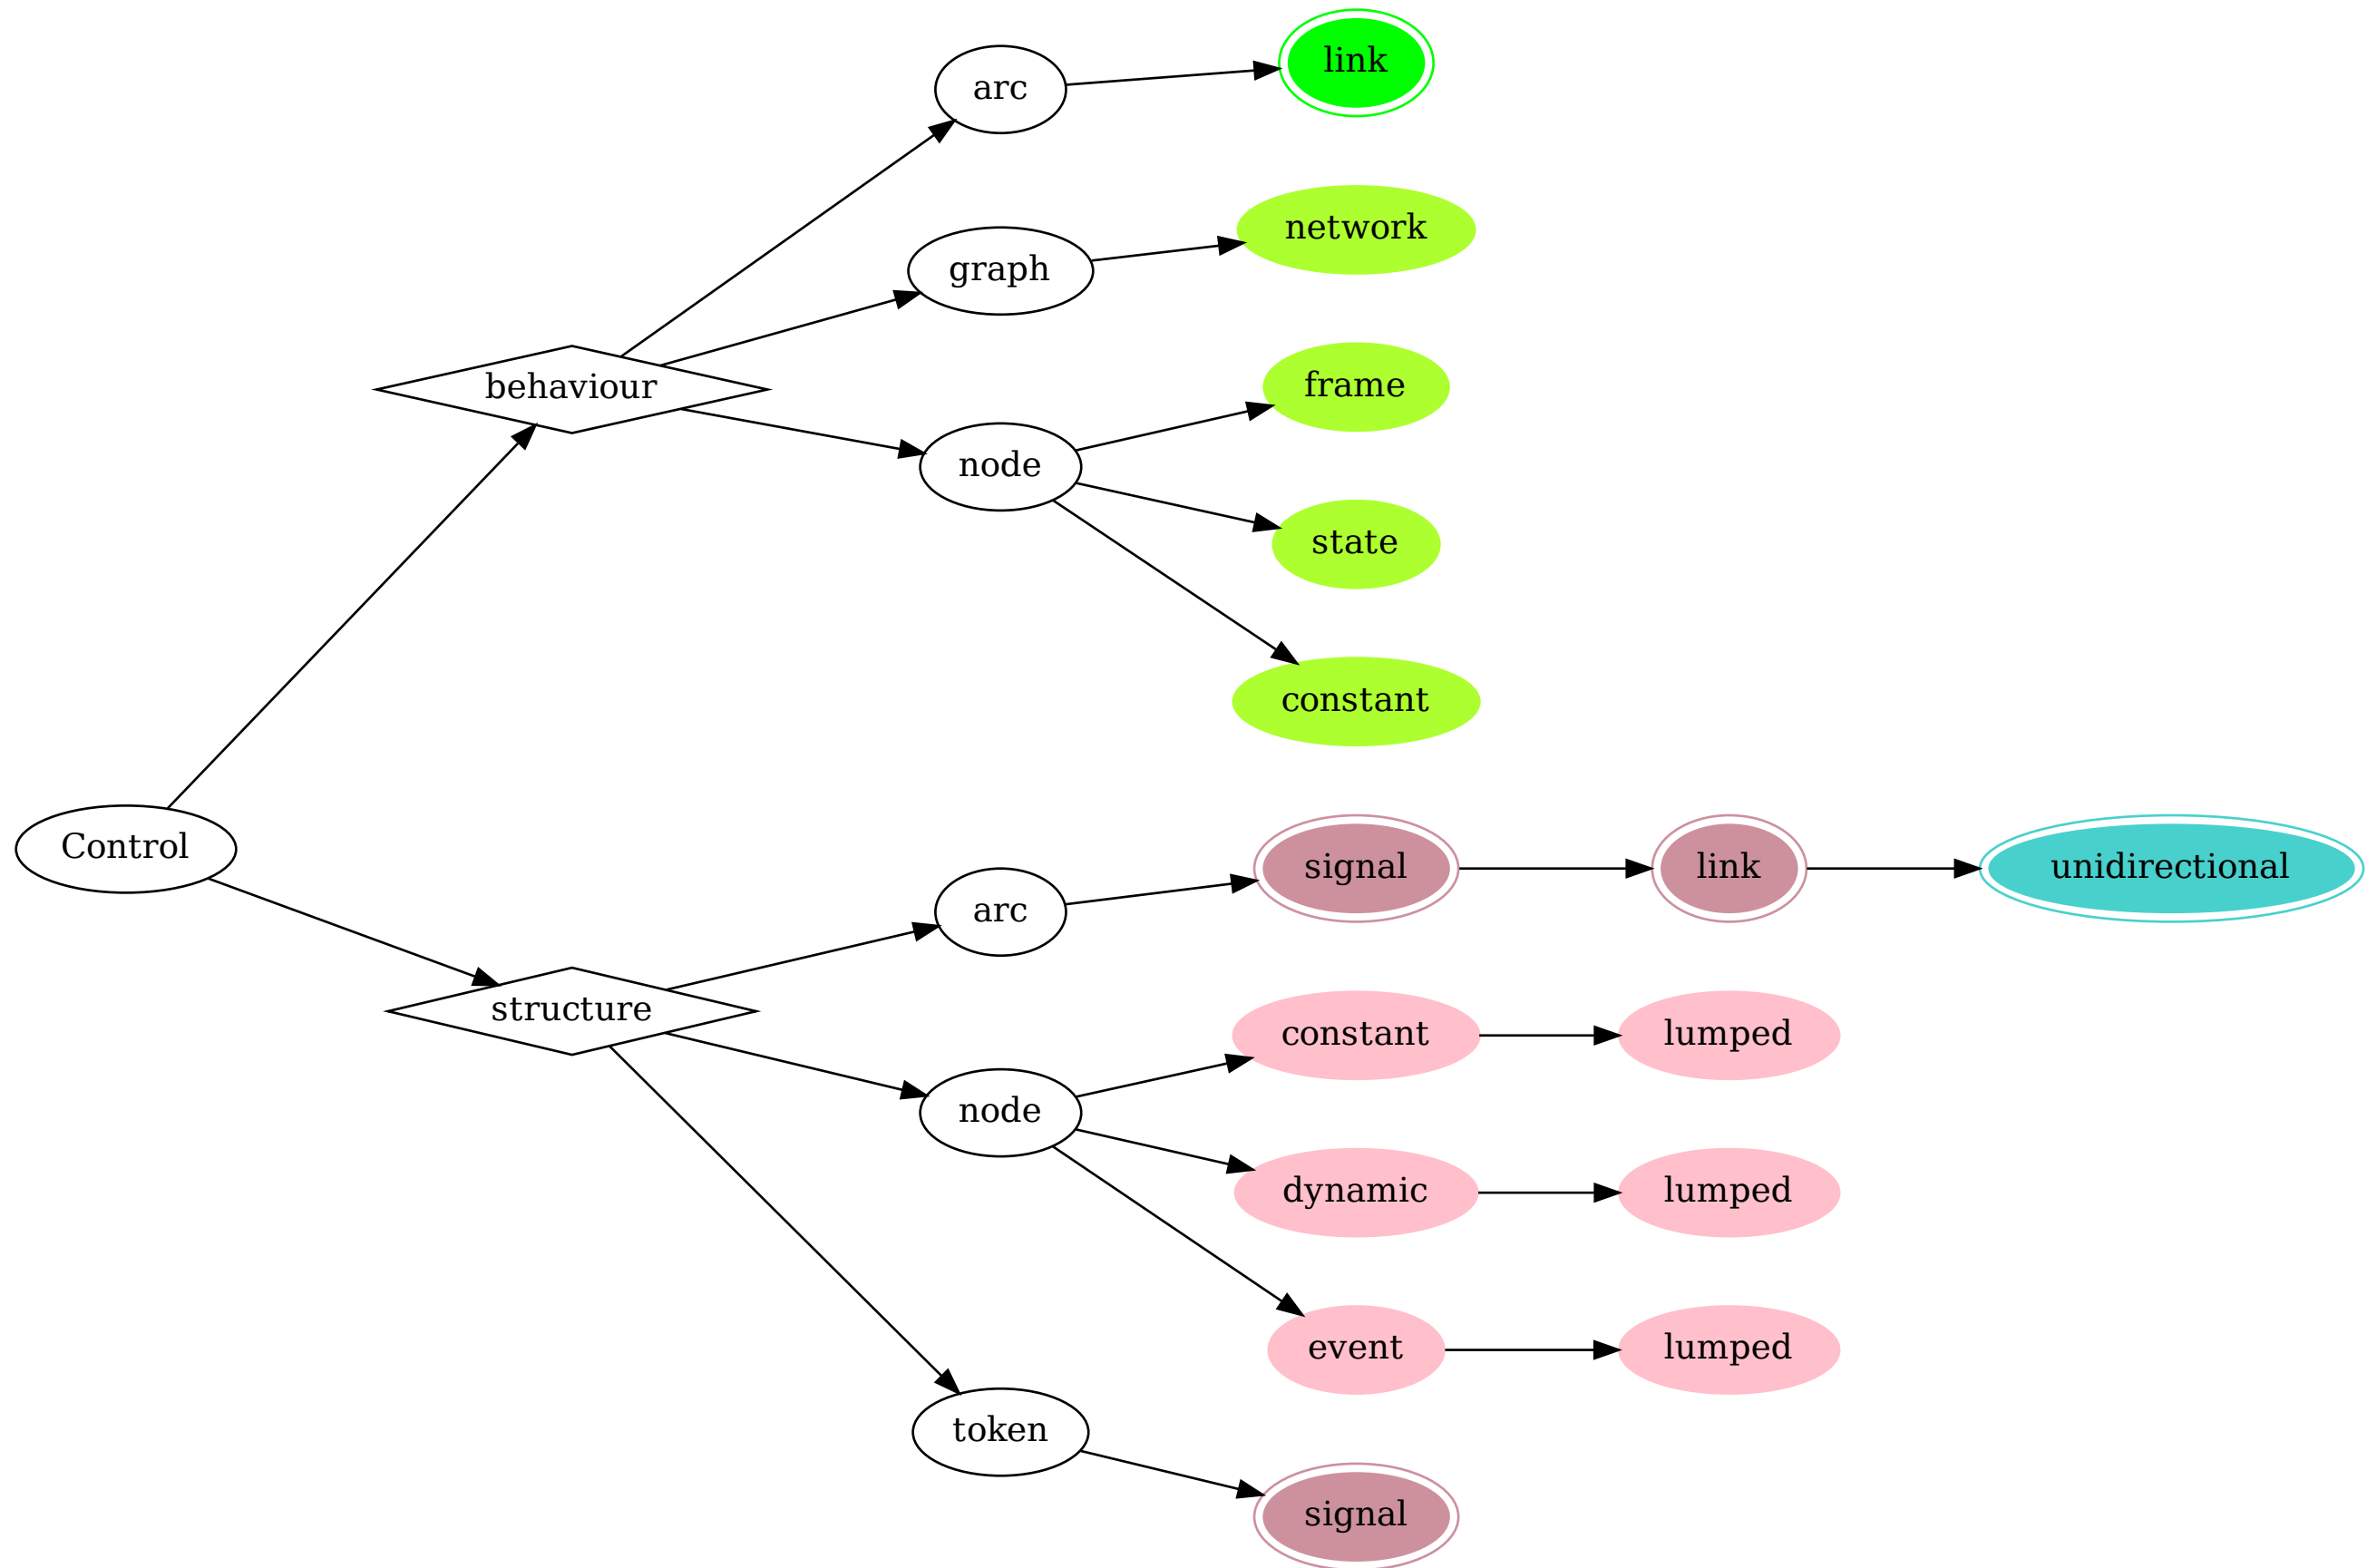 link
arc
network
graph
frame
behaviour
node
state
constant
Control
signal
link
unidirectional
arc
structure
constant
lumped
node
dynamic
lumped
event
lumped
token
signal